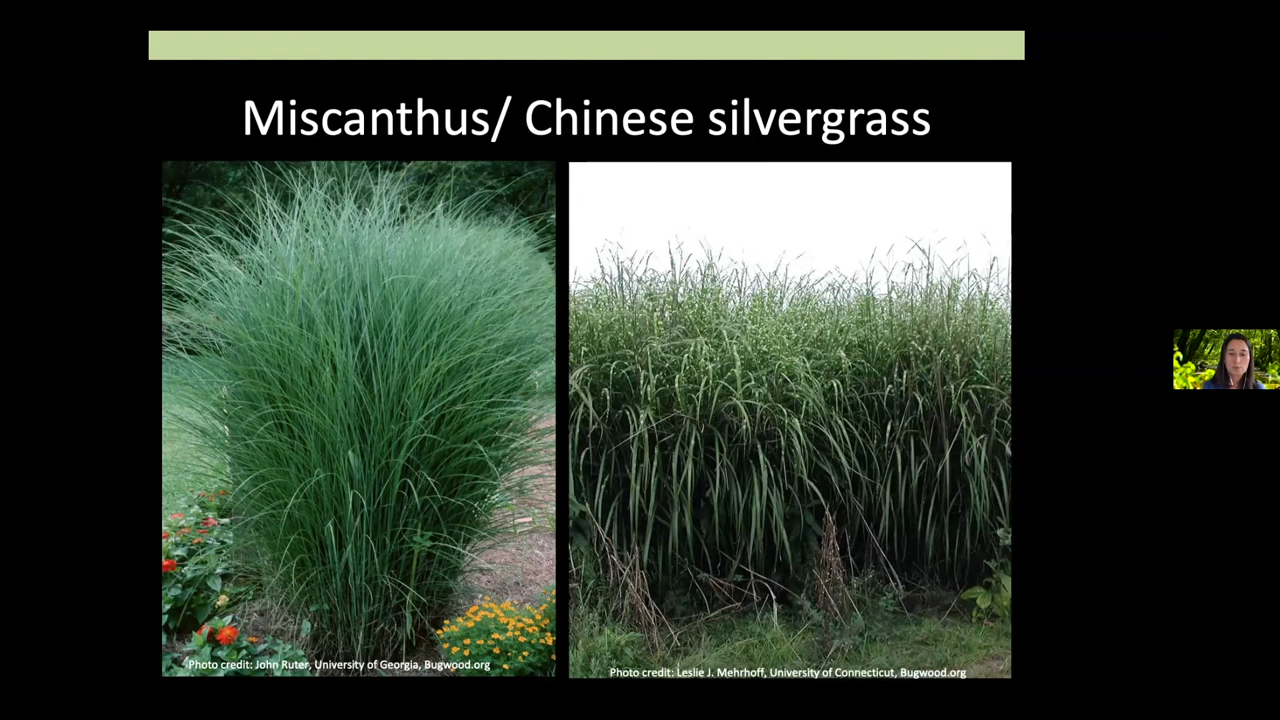 Miscanthus/ Chinese silvergrass
Photo credit: John Ruter, University of Georgia, Bugwood.org
Photo credit: Leslie J. Mehrhoff, University of Connecticut, Bugwood.org